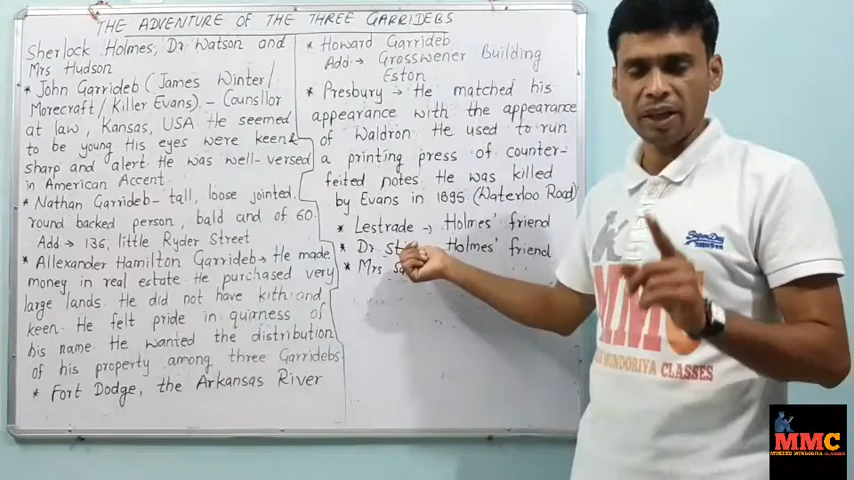 THE ADVENTURE OF THE THREE GARRIDEBS
Sherlock Holmes, Dr Watson and
Mrs Hudson
* John Garrideb (James Winter/
Morecraft/Killer Evans) - Counsllor
at law, Kansas, USA. He seemed
to be young. His eyes were keen &
sharp and alert. He was well-versed
in American Accent.
* Nathan Garrideb - tall, loose jointed.
round backed person, bald and of 60.
Add → 136, little Ryder Street
* Allexander Hamilton Garrideb → He made
money in real estate. He purchased very
large lands. He did not have kith and
keen. He felt pride in quirness of
his name. He wanted the distribution
of his property among three Garridebs
* Fort Dodge, the Arkansas River
* Howard Garrideb
Add → Grosswener Building
Eston
* Presbury → He matched his
appearance with the appearance
of Waldron. He used to run
a printing press of counter-
feited notes. He was killed
by Evans in 1895 (Waterloo Road)
* Lestrade → Holmes' friend
* Dr Holmes' friend
* Mrs
Superdry
MMC
MUNDORIYA CLASSES
MMC
MUKESH MUNDORIYA CLASSES